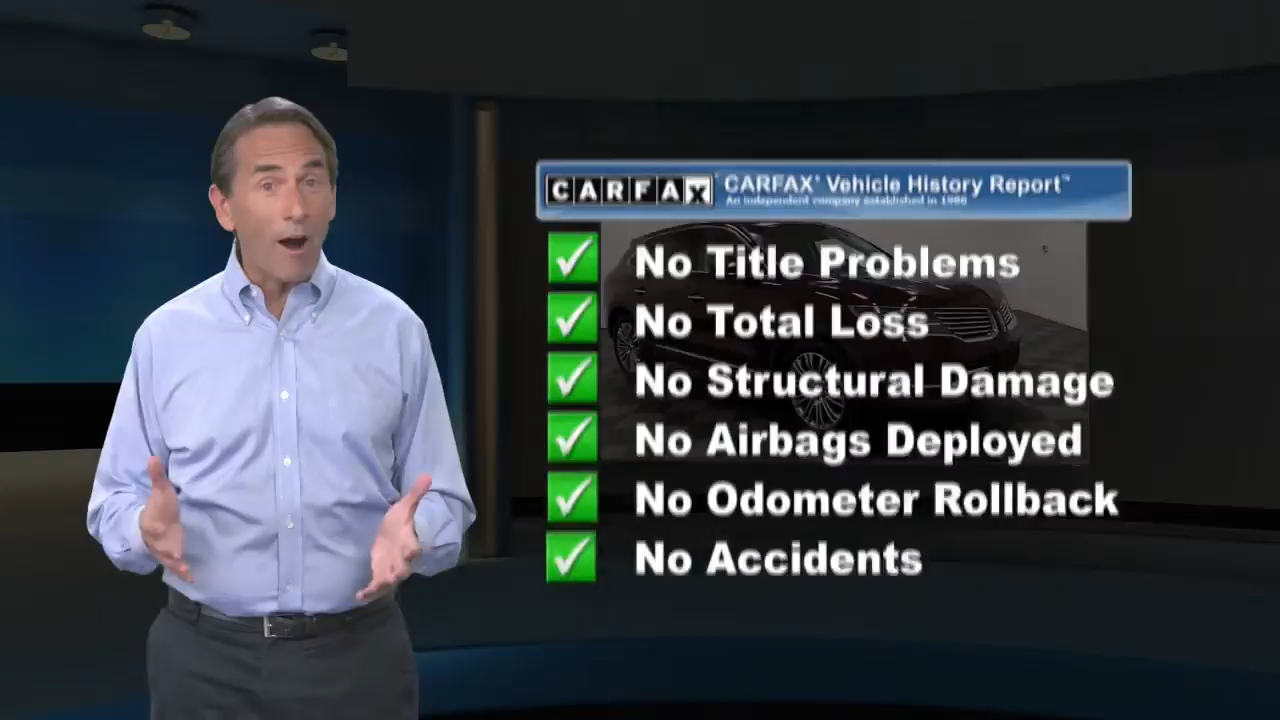 CARFAX CARFAX® Vehicle History Report™
An independent company established in 1986
No Title Problems
No Total Loss
No Structural Damage
No Airbags Deployed
No Odometer Rollback
No Accidents